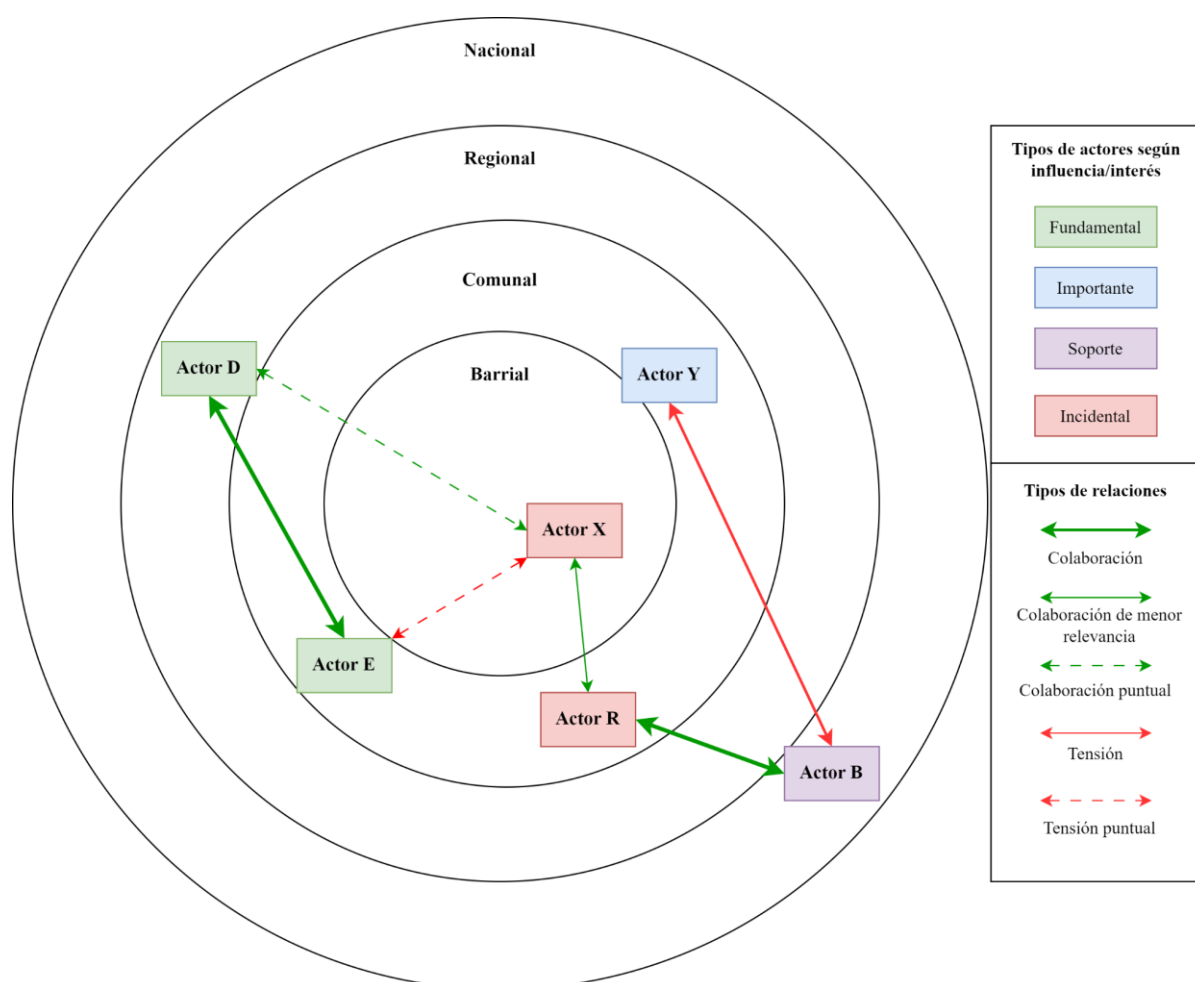 Nacional
Regional
Comunal
Barrial
Actor D
Actor Y
Actor X
Actor E
Actor R
Actor B
Tipos de actores según
influencia/interés
Fundamental
Importante
Soporte
Incidental
Tipos de relaciones
Colaboración
Colaboración de menor
relevancia
Colaboración puntual
Tensión
Tensión puntual